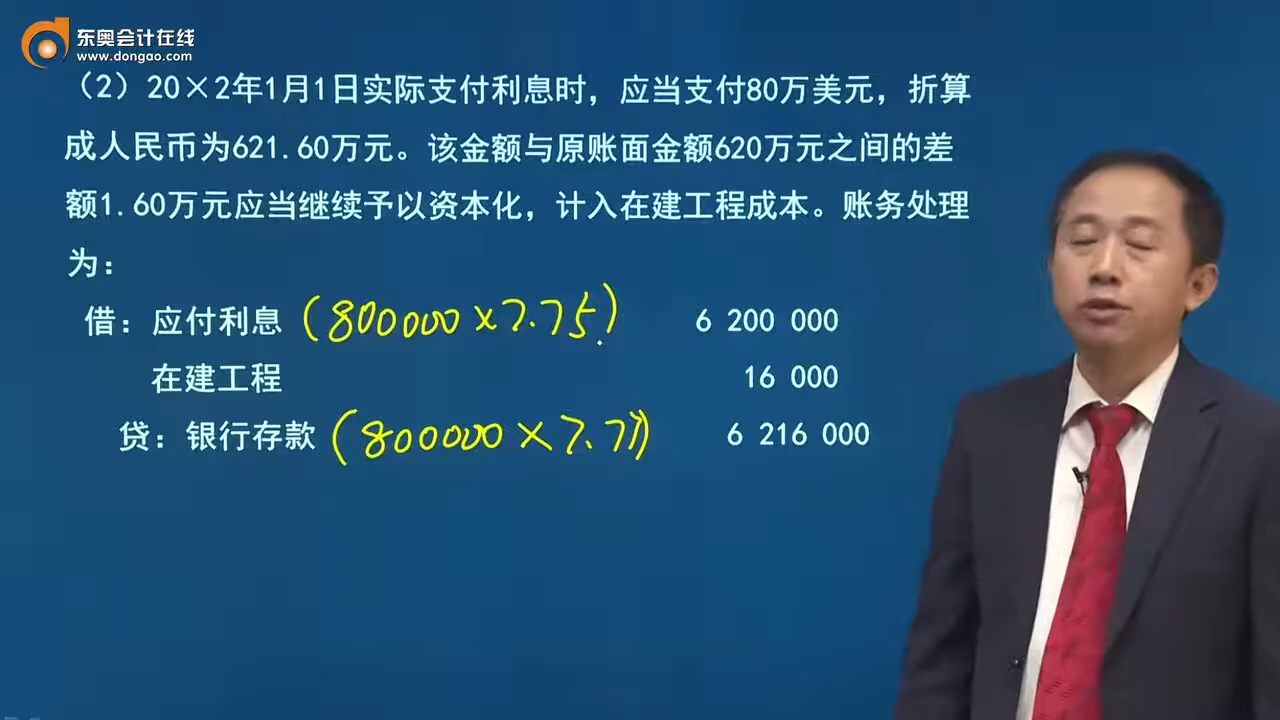 东奥会计在线
www.dongao.com
（2）20×2年1月1日实际支付利息时，应当支付80万美元，折算
成人民币为621.60万元。该金额与原账面金额620万元之间的差
额1.60万元应当继续予以资本化，计入在建工程成本。账务处理
为：
借：应付利息 (800000×7.75) 6 200 000
在建工程 16 000
贷：银行存款 (800000×7.77) 6 216 000